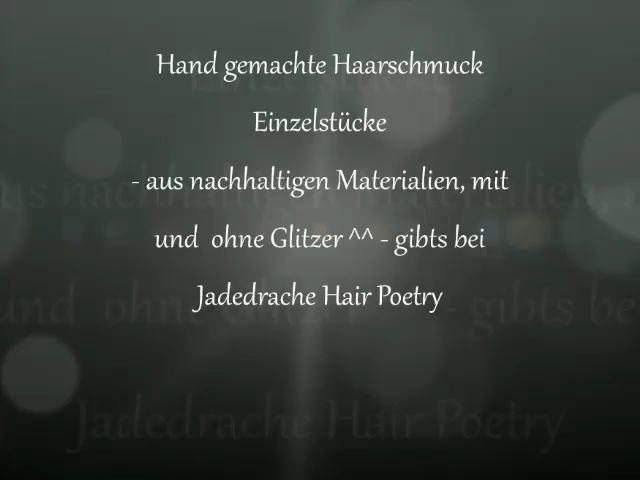 Hand gemachte Haarschmuck
Einzelstücke
- aus nachhaltigen Materialien, mit
und  ohne Glitzer ^^ - gibts bei
Jadedrache Hair Poetry